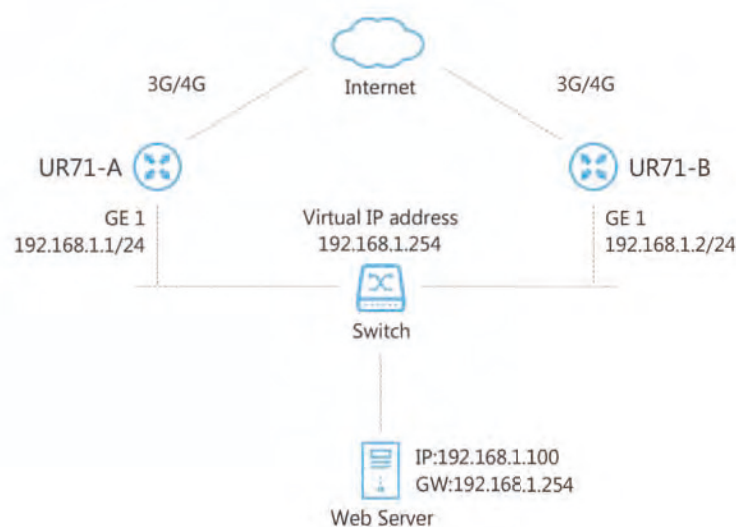 3G/4G
Internet
3G/4G
UR71-A
UR71-B
GE 1
192.168.1.1/24
Virtual IP address
192.168.1.254
GE 1
192.168.1.2/24
Switch
IP:192.168.1.100
GW:192.168.1.254
Web Server